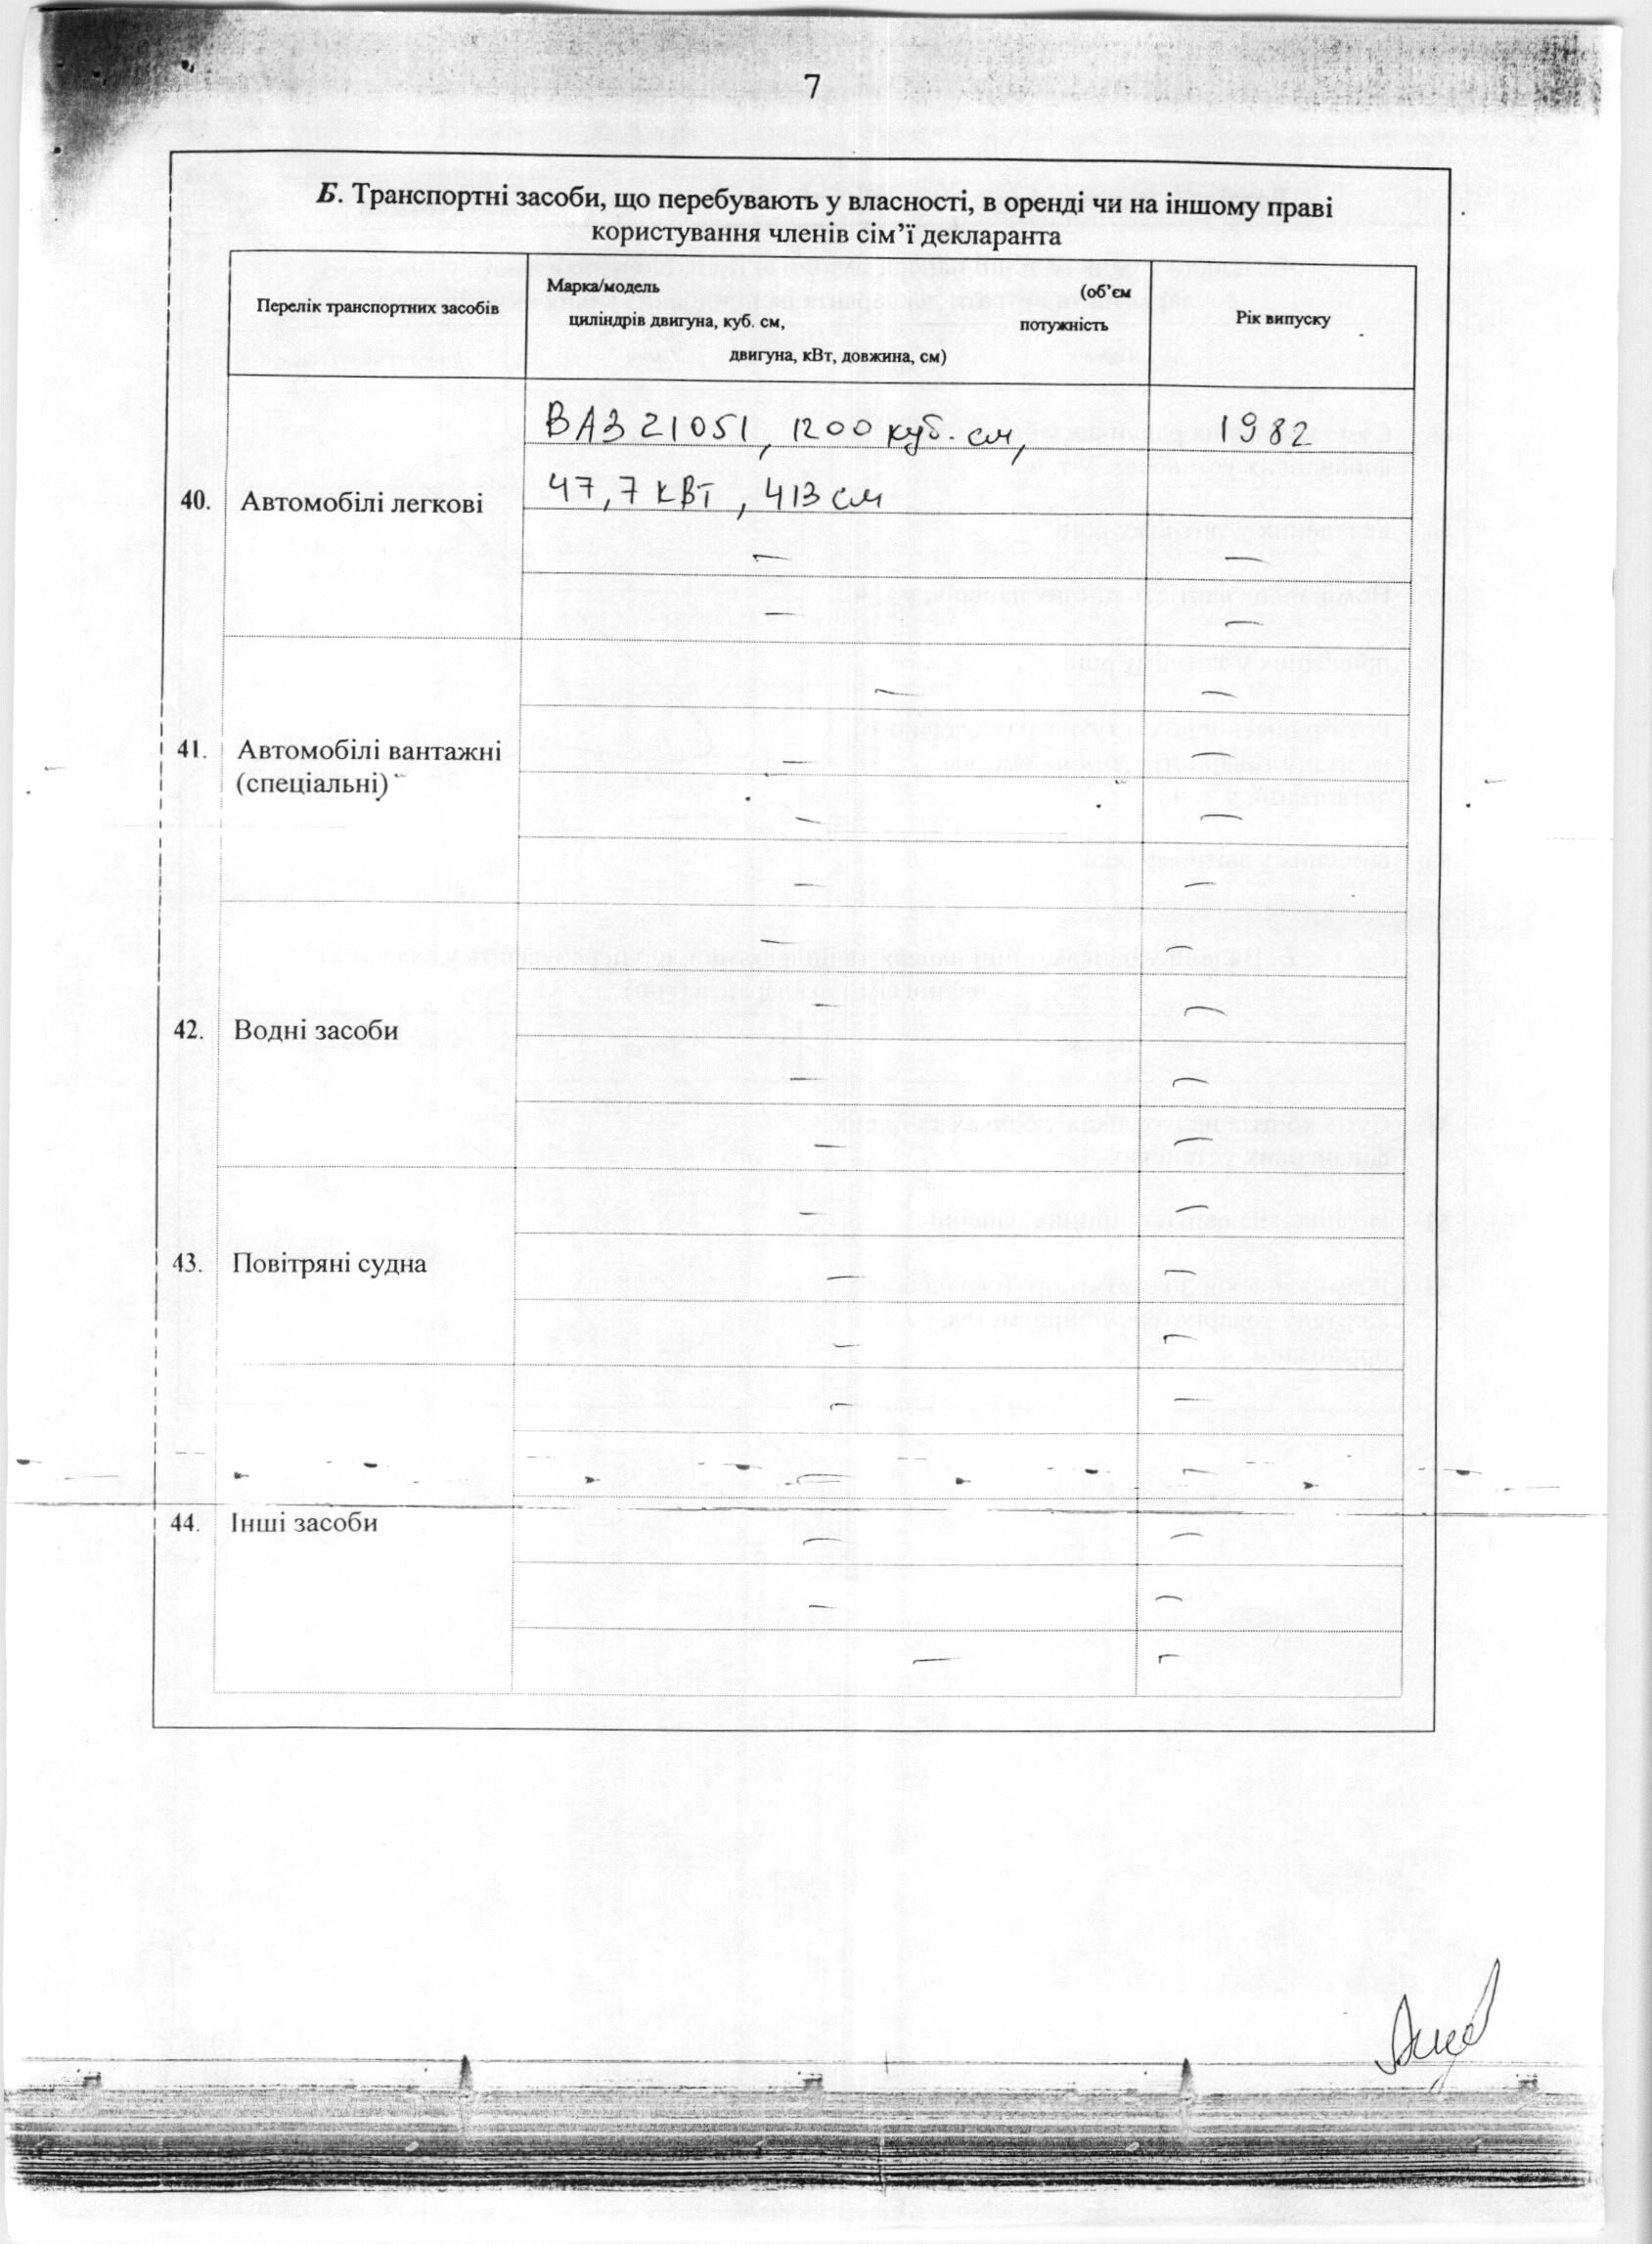 7
Б. Транспортні засоби, що перебувають у власності, в оренді чи на іншому праві
користування членів сім’ї декларанта
Перелік транспортних засобів
Марка/модель (об’єм
циліндрів двигуна, куб. см, потужність
двигуна, кВт, довжина, см)
Рік випуску
ВАЗ 21051, 1200 куб. см, 1982
40. Автомобілі легкові
47,7 кВт, 413 см
— —
— —
— —
41. Автомобілі вантажні
(спеціальні)
— —
— —
— —
— —
42. Водні засоби
— —
— —
— —
— —
43. Повітряні судна
— —
— —
— —
— —
44. Інші засоби
— —
— —
— —